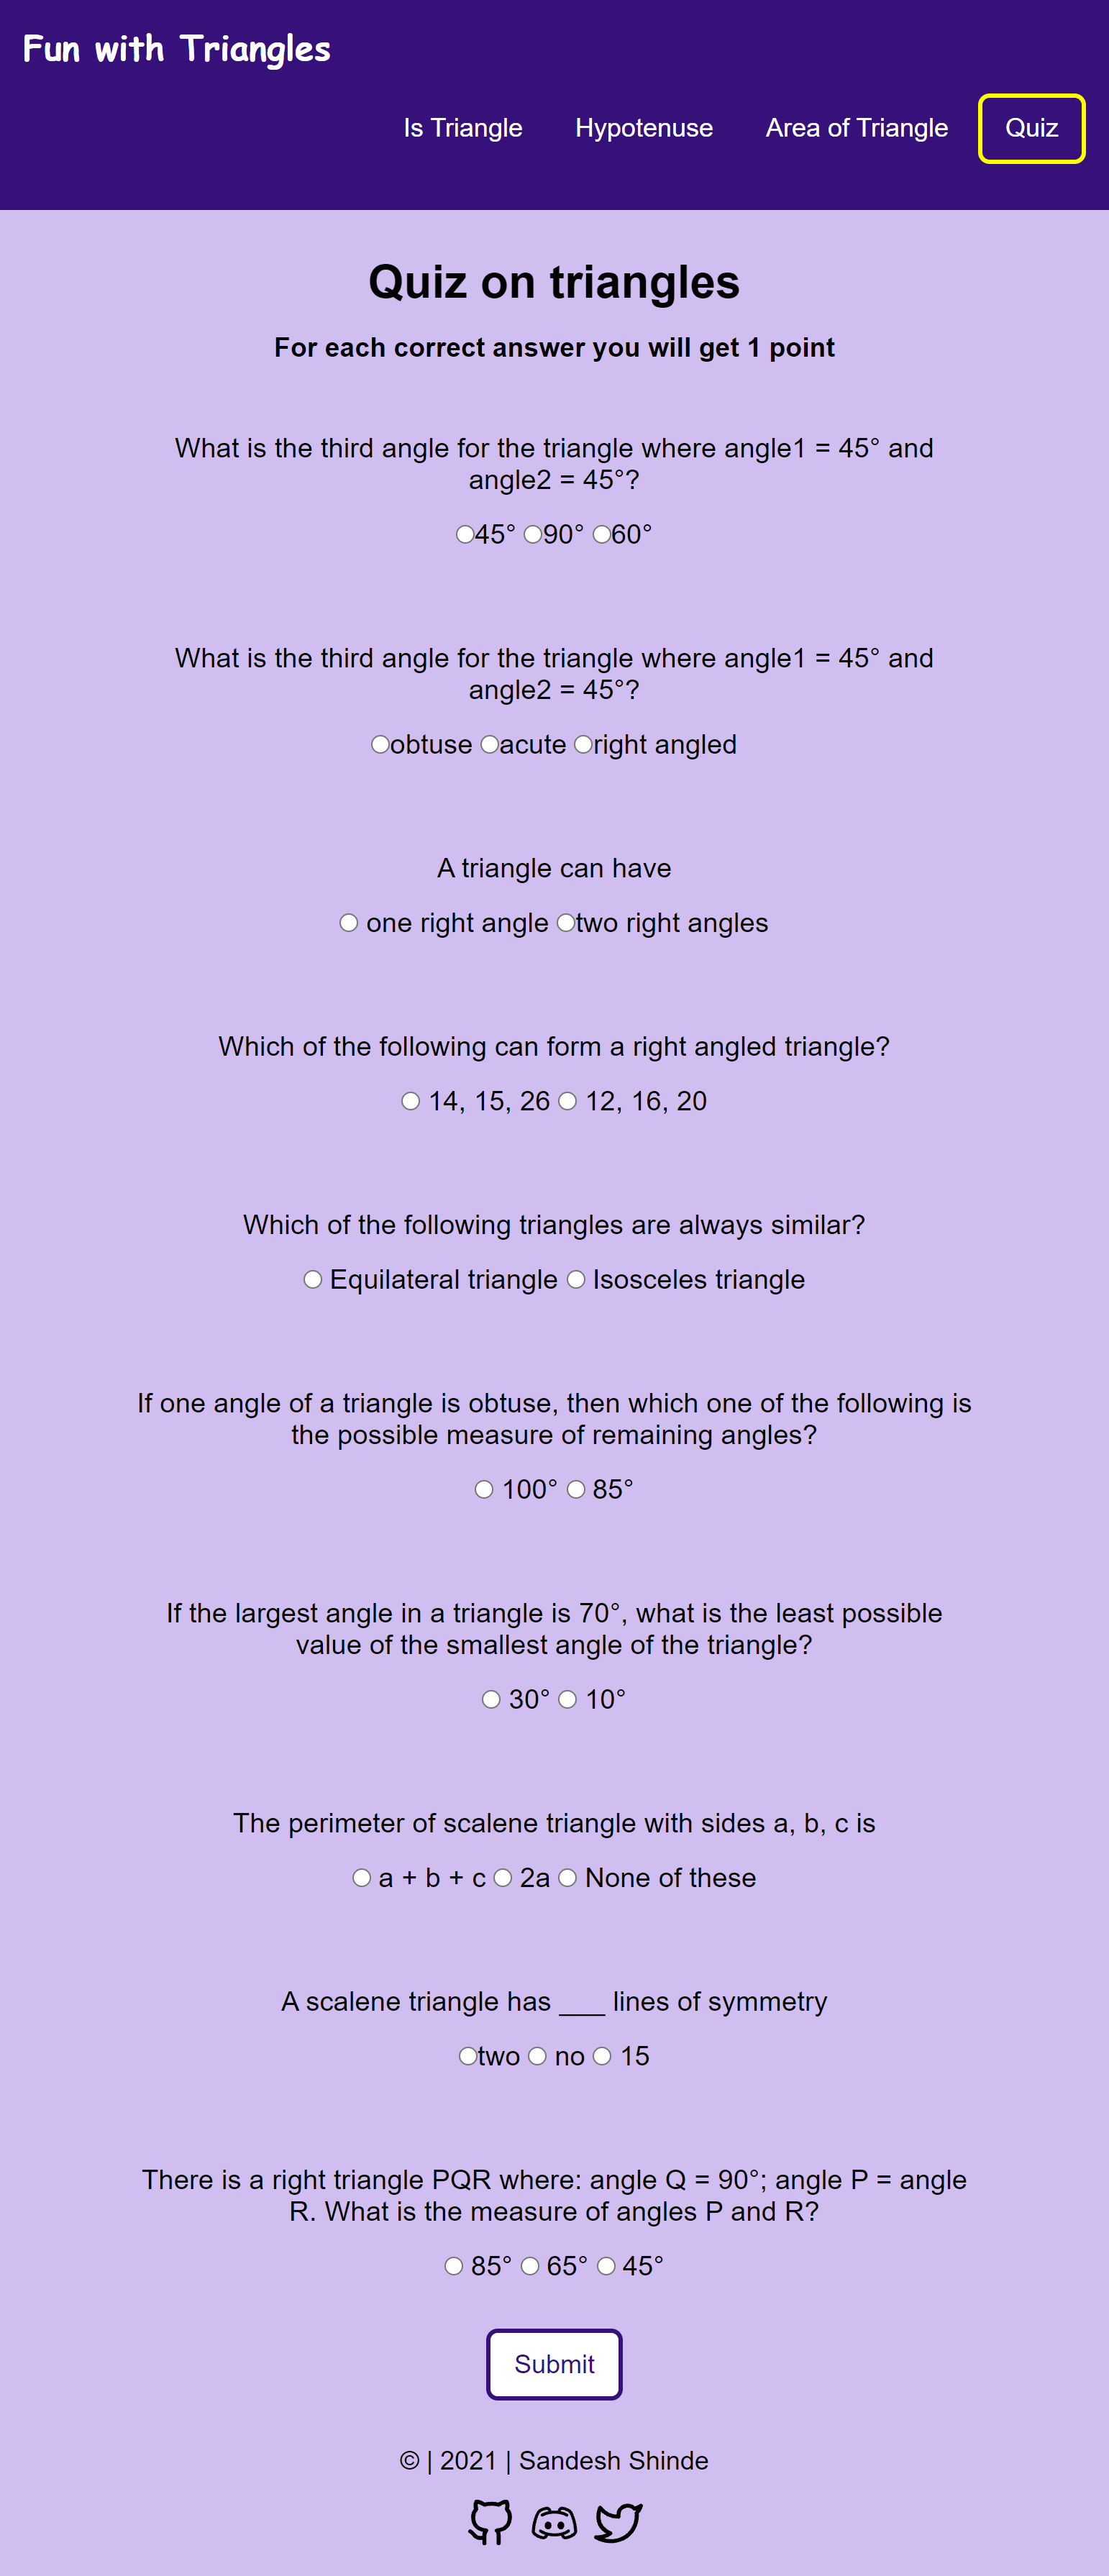 Fun with Triangles
Is Triangle Hypotenuse Area of Triangle Quiz
Quiz on triangles
For each correct answer you will get 1 point
What is the third angle for the triangle where angle1 = 45° and
angle2 = 45°?
45° 90° 60°
What is the third angle for the triangle where angle1 = 45° and
angle2 = 45°?
obtuse acute right angled
A triangle can have
one right angle two right angles
Which of the following can form a right angled triangle?
14, 15, 26 12, 16, 20
Which of the following triangles are always similar?
Equilateral triangle Isosceles triangle
If one angle of a triangle is obtuse, then which one of the following is
the possible measure of remaining angles?
100° 85°
If the largest angle in a triangle is 70°, what is the least possible
value of the smallest angle of the triangle?
30° 10°
The perimeter of scalene triangle with sides a, b, c is
a + b + c 2a None of these
A scalene triangle has ___ lines of symmetry
two no 15
There is a right triangle PQR where: angle Q = 90°; angle P = angle
R. What is the measure of angles P and R?
85° 65° 45°
Submit
© | 2021 | Sandesh Shinde